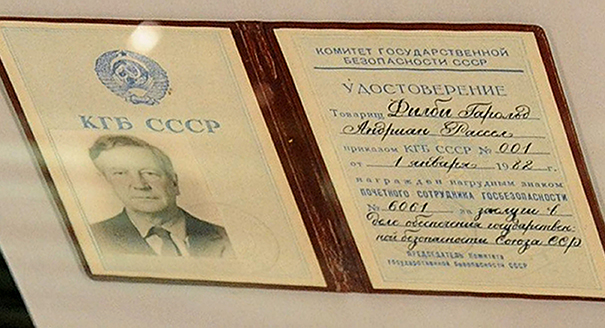 КГБ СССР
КОМИТЕТ ГОСУДАРСТВЕННОЙ
БЕЗОПАСНОСТИ СССР
УДОСТОВЕРЕНИЕ
Товарищ Филби Гарольд
Адриан Рассел
приказом КГБ СССР № 001
от 1 января 1982 г.
награжден нагрудным знаком
ПОЧЕТНОГО СОТРУДНИКА ГОСБЕЗОПАСНОСТИ
№ 6061 за заслуги в
деле обеспечения государствен-
ной безопасности Союза ССР
ПРЕДСЕДАТЕЛЬ Комитета
Государственной безопасности СССР